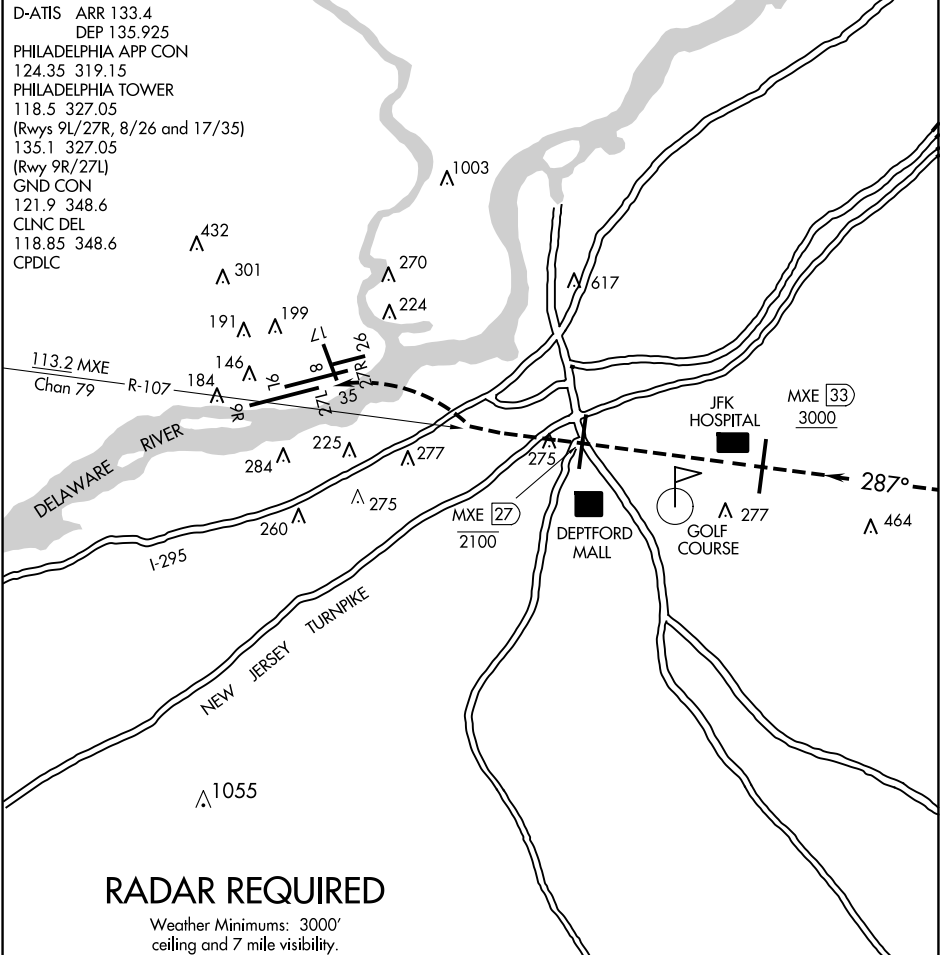 D-ATIS ARR 133.4
DEP 135.925
PHILADELPHIA APP CON
124.35 319.15
PHILADELPHIA TOWER
118.5 327.05
(Rwys 9L/27R, 8/26 and 17/35)
135.1 327.05
(Rwy 9R/27L)
GND CON
121.9 348.6
CLNC DEL
118.85 348.6
CPDLC
1003
432
301
270
617
224
191
199
17
26
113.2 MXE
Chan 79
R-107
146
184
9L
8
27R
9R
27L
35
JFK
HOSPITAL
MXE 33
3000
DELAWARE RIVER
284
225
277
275
287°
260
275
MXE 27
2100
DEPTFORD
MALL
GOLF
COURSE
277
464
I-295
NEW JERSEY TURNPIKE
1055
RADAR REQUIRED
Weather Minimums: 3000'
ceiling and 7 mile visibility.